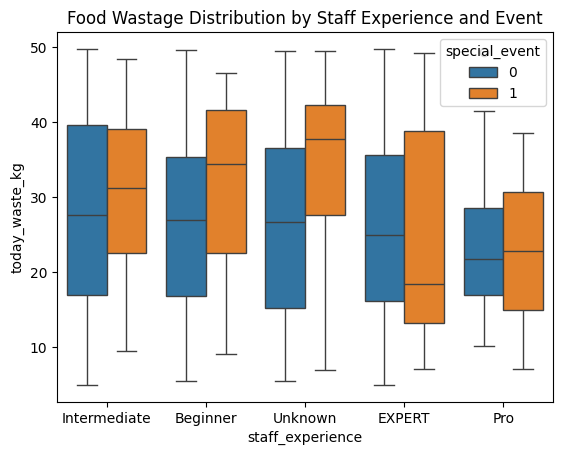 Food Wastage Distribution by Staff Experience and Event
special_event
0
1
today_waste_kg
50
40
30
20
10
Intermediate Beginner Unknown EXPERT Pro
staff_experience